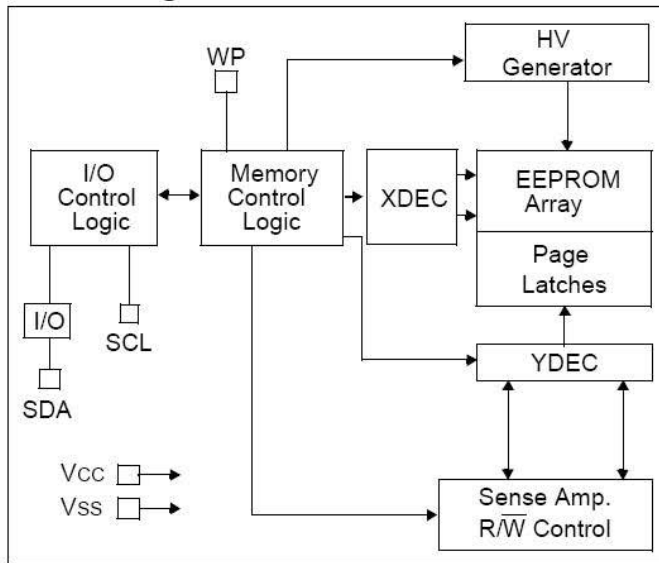 WP
HV
Generator
I/O
Control
Logic
Memory
Control
Logic
XDEC
EEPROM
Array
Page
Latches
I/O
SCL
SDA
YDEC
Vcc
Vss
Sense Amp.
R/W̅ Control